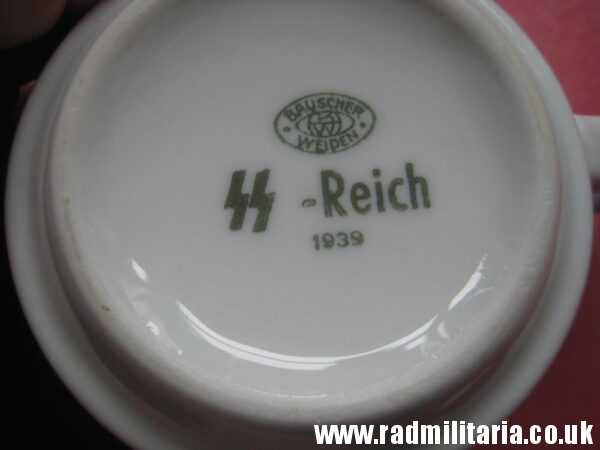 BAUSCHER
WEIDEN
SS -Reich
1939
www.radmilitaria.co.uk